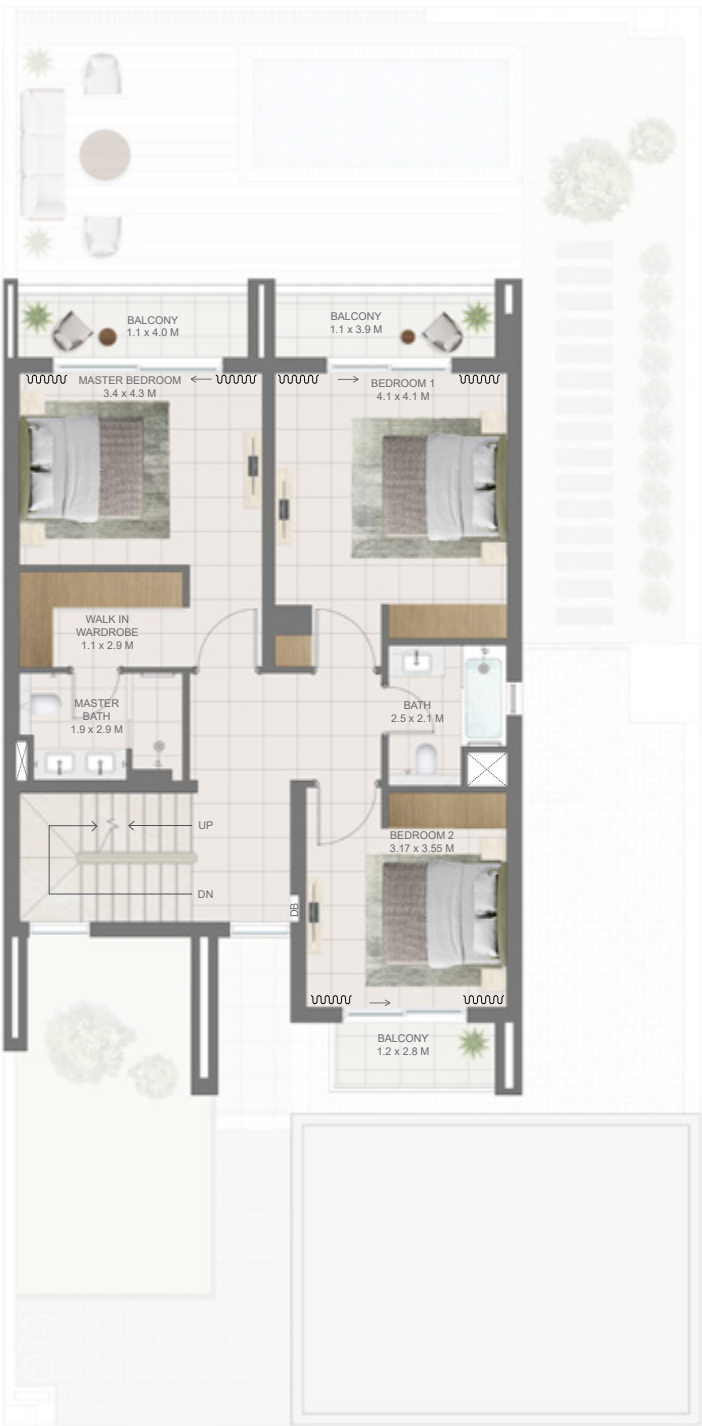 BALCONY
1.1 x 4.0 M
BALCONY
1.1 x 3.9 M
MASTER BEDROOM
3.4 x 4.3 M
BEDROOM 1
4.1 x 4.1 M
WALK IN
WARDROBE
1.1 x 2.9 M
MASTER
BATH
1.9 x 2.9 M
BATH
2.5 x 2.1 M
UP
DN
DB
BEDROOM 2
3.17 x 3.55 M
BALCONY
1.2 x 2.8 M